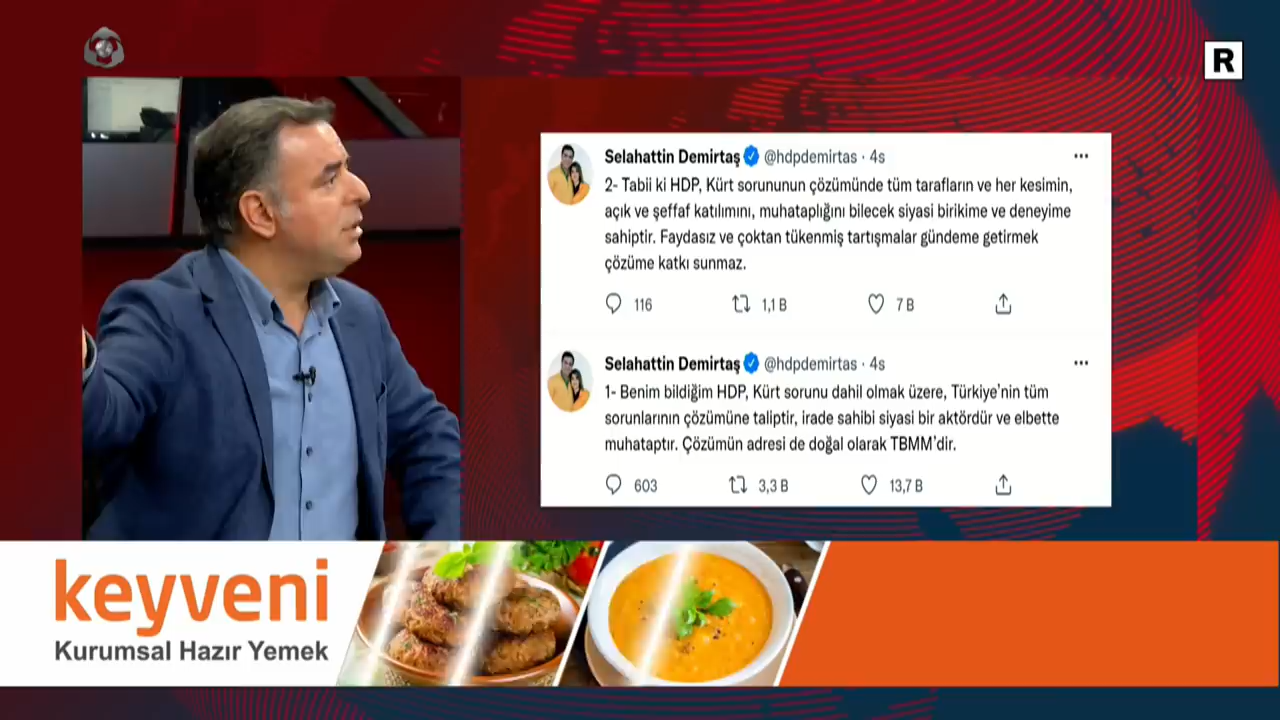 R
Selahattin Demirtaş @hdpdemirtas · 4s
2- Tabii ki HDP, Kürt sorununun çözümünde tüm tarafların ve her kesimin,
açık ve şeffaf katılımını, muhataplığını bilecek siyasi birikime ve deneyime
sahiptir. Faydasız ve çoktan tükenmiş tartışmalar gündeme getirmek
çözüme katkı sunmaz.
116 1,1 B 7 B
Selahattin Demirtaş @hdpdemirtas · 4s
1- Benim bildiğim HDP, Kürt sorunu dahil olmak üzere, Türkiye'nin tüm
sorunlarının çözümüne taliptir, irade sahibi siyasi bir aktördür ve elbette
muhataptır. Çözümün adresi de doğal olarak TBMM'dir.
603 3,3 B 13,7 B
keyveni
Kurumsal Hazır Yemek